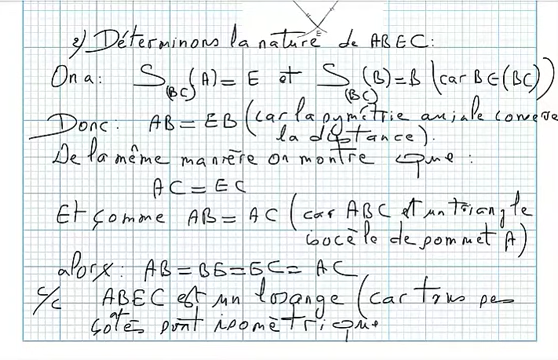 2) Déterminons la nature de ABEC:
On a: S(BC)(A) = E et S(BC)(B) = B (car B∈(BC))
Donc: AB = EB (car la symétrie axiale conserve
la distance).
De la même manière on montre que:
AC = EC
Et comme AB = AC (car ABC est un triangle
isocèle de sommet A)
alors: AB = BE = EC = AC
c/c ABEC est un losange (car tous ses
côtés sont isométrique